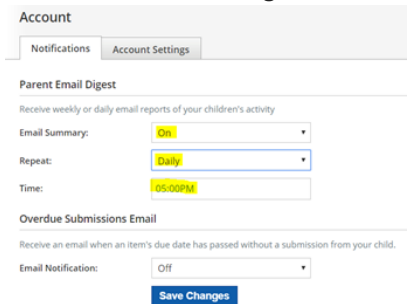 Account
Notifications Account Settings
Parent Email Digest
Receive weekly or daily email reports of your children's activity
Email Summary: On
Repeat: Daily
Time: 05:00PM
Overdue Submissions Email
Receive an email when an item's due date has passed without a submission from your child.
Email Notification: Off
Save Changes